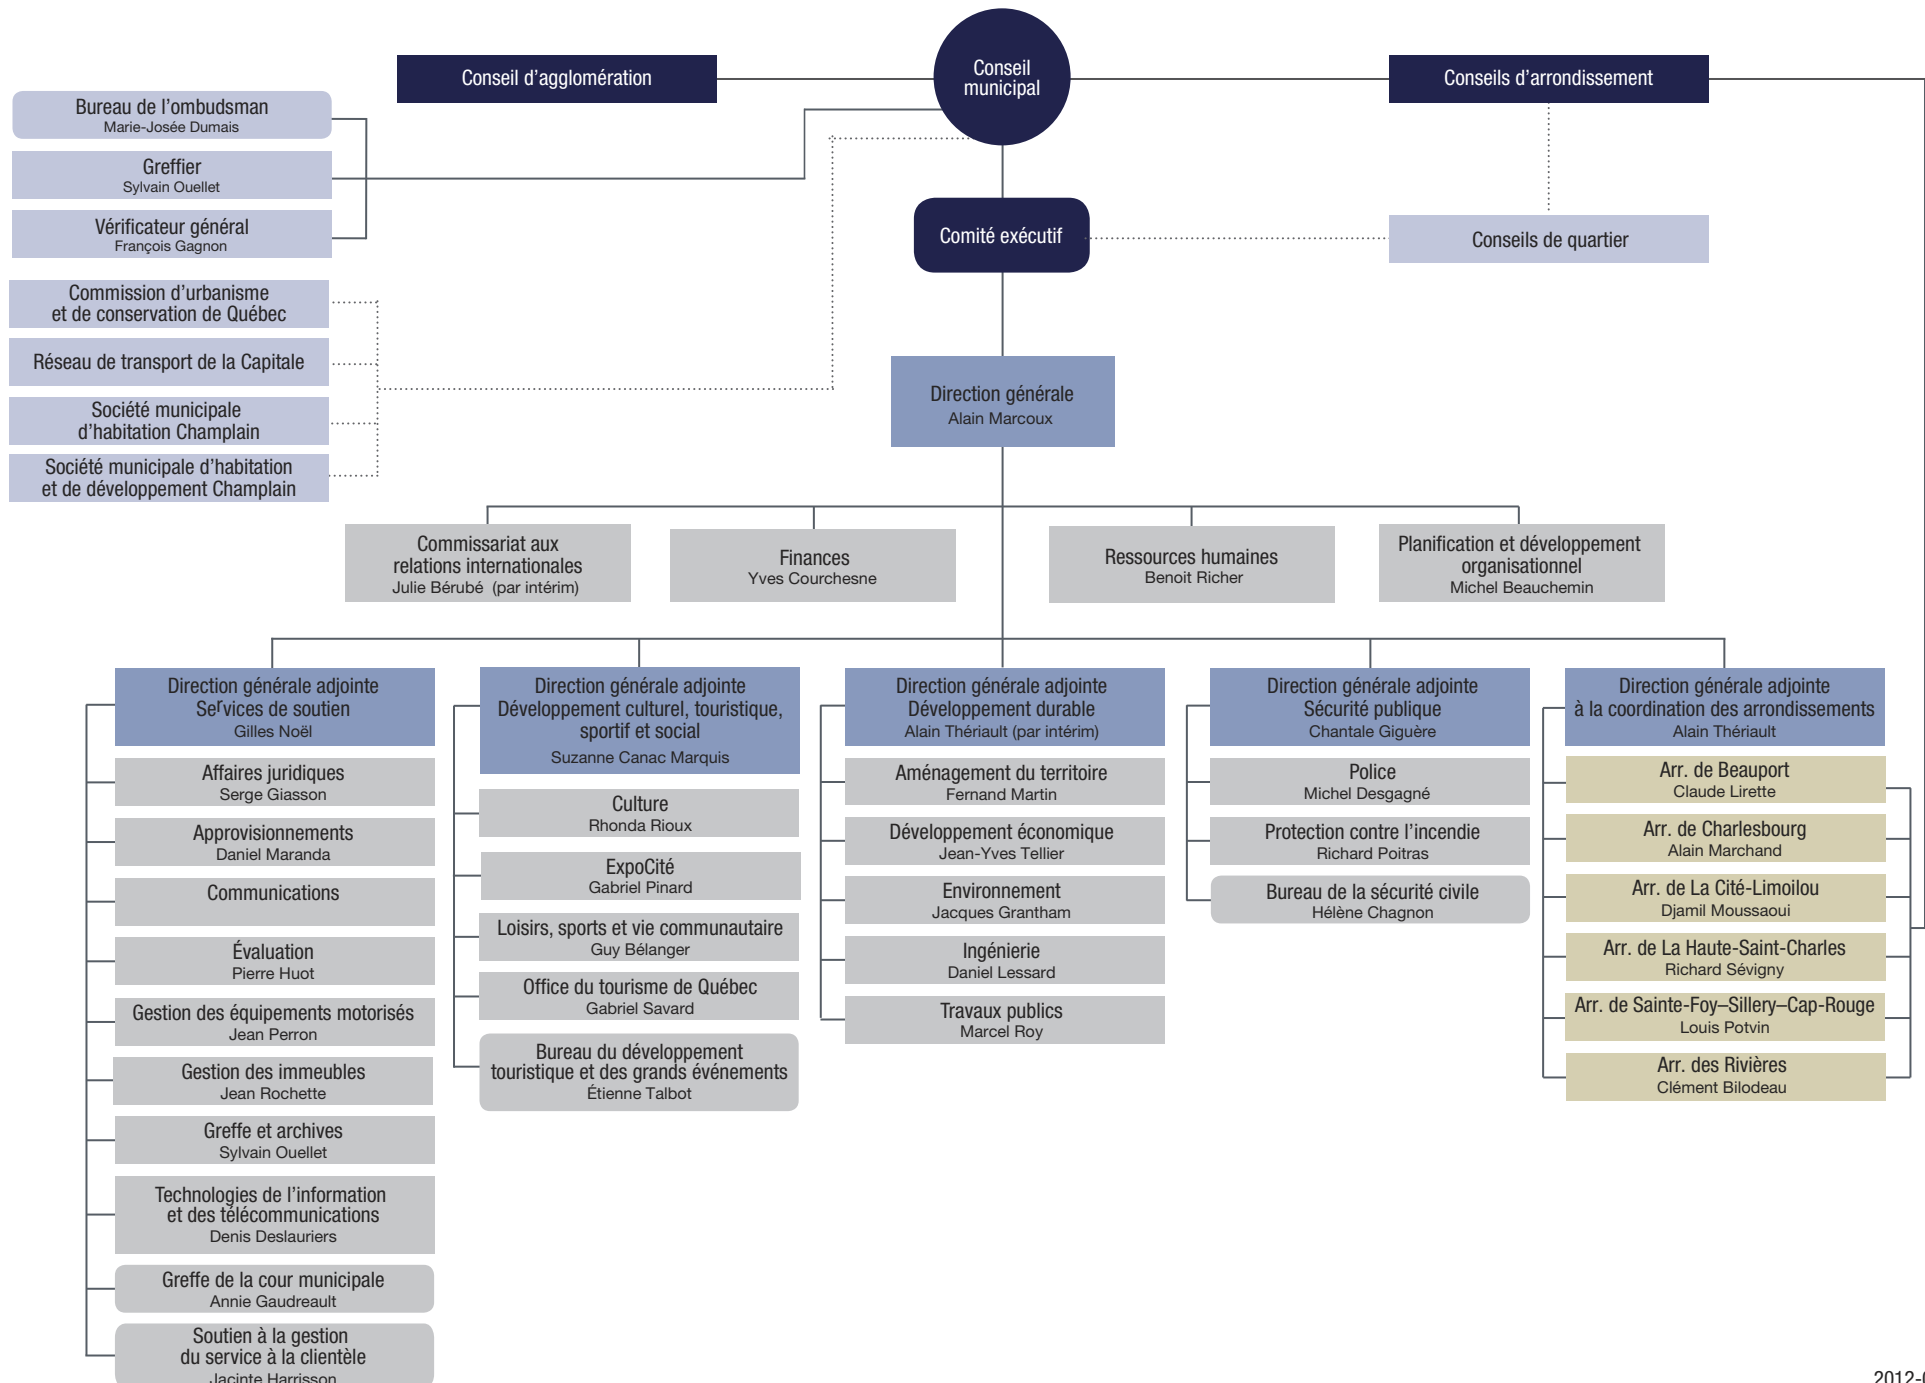 Conseil
municipal
Conseil d'agglomération
Conseils d'arrondissement
Bureau de l'ombudsman
Marie-Josée Dumais
Greffier
Sylvain Ouellet
Vérificateur général
François Gagnon
Comité exécutif
Conseils de quartier
Commission d'urbanisme
et de conservation de Québec
Réseau de transport de la Capitale
Société municipale
d'habitation Champlain
Société municipale d'habitation
et de développement Champlain
Direction générale
Alain Marcoux
Commissariat aux
relations internationales
Julie Bérubé (par intérim)
Finances
Yves Courchesne
Ressources humaines
Benoit Richer
Planification et développement
organisationnel
Michel Beauchemin
Direction générale adjointe
Services de soutien
Gilles Noël
Affaires juridiques
Serge Giasson
Approvisionnements
Daniel Maranda
Communications
Évaluation
Pierre Huot
Gestion des équipements motorisés
Jean Perron
Gestion des immeubles
Jean Rochette
Greffe et archives
Sylvain Ouellet
Technologies de l'information
et des télécommunications
Denis Deslauriers
Greffe de la cour municipale
Annie Gaudreault
Soutien à la gestion
du service à la clientèle
Jacinte Harrisson
Direction générale adjointe
Développement culturel, touristique,
sportif et social
Suzanne Canac Marquis
Culture
Rhonda Rioux
ExpoCité
Gabriel Pinard
Loisirs, sports et vie communautaire
Guy Bélanger
Office du tourisme de Québec
Gabriel Savard
Bureau du développement
touristique et des grands événements
Étienne Talbot
Direction générale adjointe
Développement durable
Alain Thériault (par intérim)
Aménagement du territoire
Fernand Martin
Développement économique
Jean-Yves Tellier
Environnement
Jacques Grantham
Ingénierie
Daniel Lessard
Travaux publics
Marcel Roy
Direction générale adjointe
Sécurité publique
Chantale Giguère
Police
Michel Desgagné
Protection contre l'incendie
Richard Poitras
Bureau de la sécurité civile
Hélène Chagnon
Direction générale adjointe
à la coordination des arrondissements
Alain Thériault
Arr. de Beauport
Claude Lirette
Arr. de Charlesbourg
Alain Marchand
Arr. de La Cité-Limoilou
Djamil Moussaoui
Arr. de La Haute-Saint-Charles
Richard Sévigny
Arr. de Sainte-Foy–Sillery–Cap-Rouge
Louis Potvin
Arr. des Rivières
Clément Bilodeau